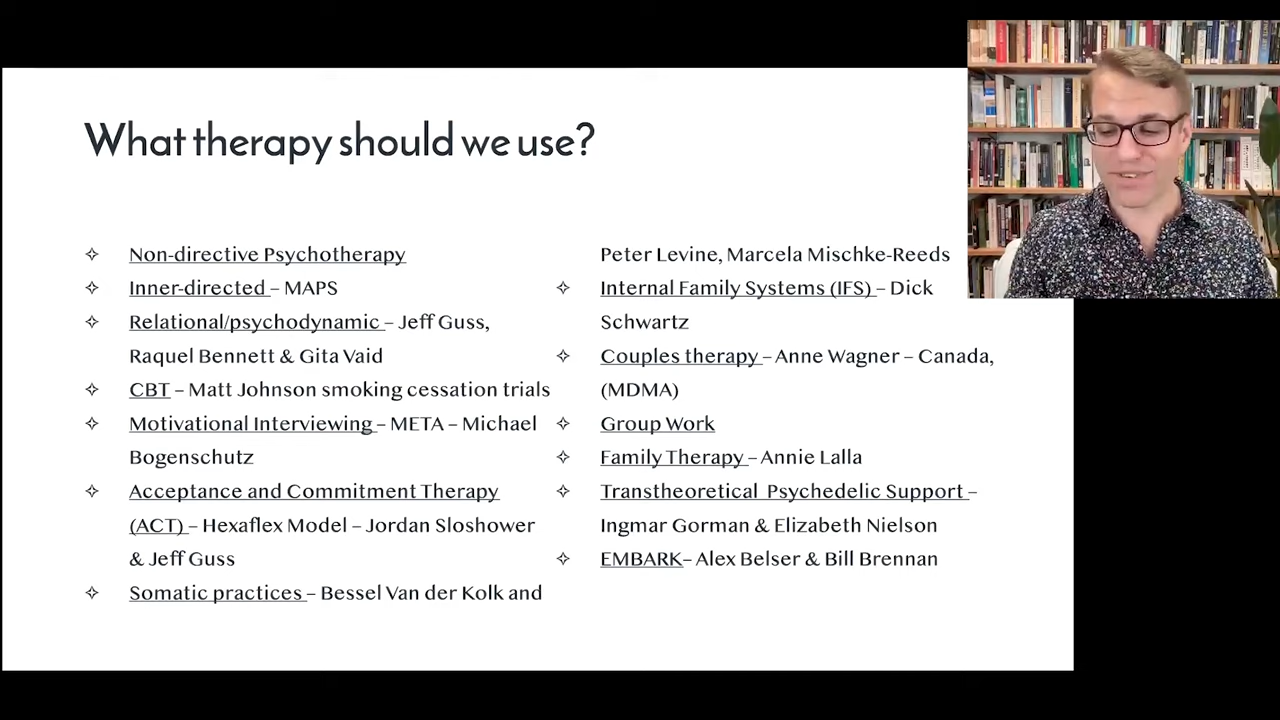 What therapy should we use?
✧ Non-directive Psychotherapy
✧ Inner-directed – MAPS
✧ Relational/psychodynamic – Jeff Guss,
Raquel Bennett & Gita Vaid
✧ CBT – Matt Johnson smoking cessation trials
✧ Motivational Interviewing – META – Michael
Bogenschutz
✧ Acceptance and Commitment Therapy
(ACT) – Hexaflex Model – Jordan Sloshower
& Jeff Guss
✧ Somatic practices – Bessel Van der Kolk and
Peter Levine, Marcela Mischke-Reeds
✧ Internal Family Systems (IFS) – Dick
Schwartz
✧ Couples therapy – Anne Wagner – Canada,
(MDMA)
✧ Group Work
✧ Family Therapy – Annie Lalla
✧ Transtheoretical Psychedelic Support –
Ingmar Gorman & Elizabeth Nielson
✧ EMBARK– Alex Belser & Bill Brennan